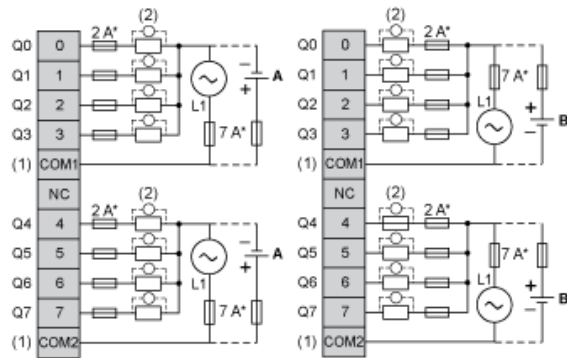 (2)
Q0 0 2 A*
Q1 1
Q2 2
Q3 3
L1
7 A*
− + A
(1) COM1
NC
(2)
Q4 4 2 A*
Q5 5
Q6 6
Q7 7
L1
7 A*
− + A
(1) COM2
(2)
Q0 0 2 A*
Q1 1
Q2 2
Q3 3
7 A*
L1
+ − B
(1) COM1
NC
(2)
Q4 4 2 A*
Q5 5
Q6 6
Q7 7
7 A*
L1
+ − B
(1) COM2